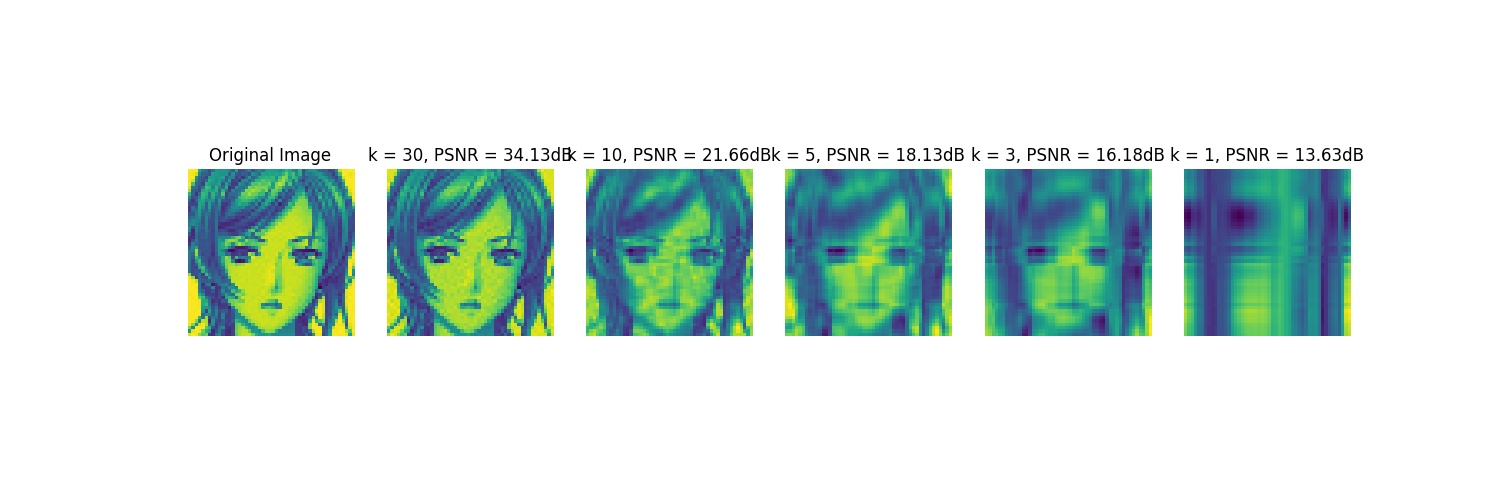 Original Image
k = 30, PSNR = 34.13dB
k = 10, PSNR = 21.66dB
k = 5, PSNR = 18.13dB
k = 3, PSNR = 16.18dB
k = 1, PSNR = 13.63dB